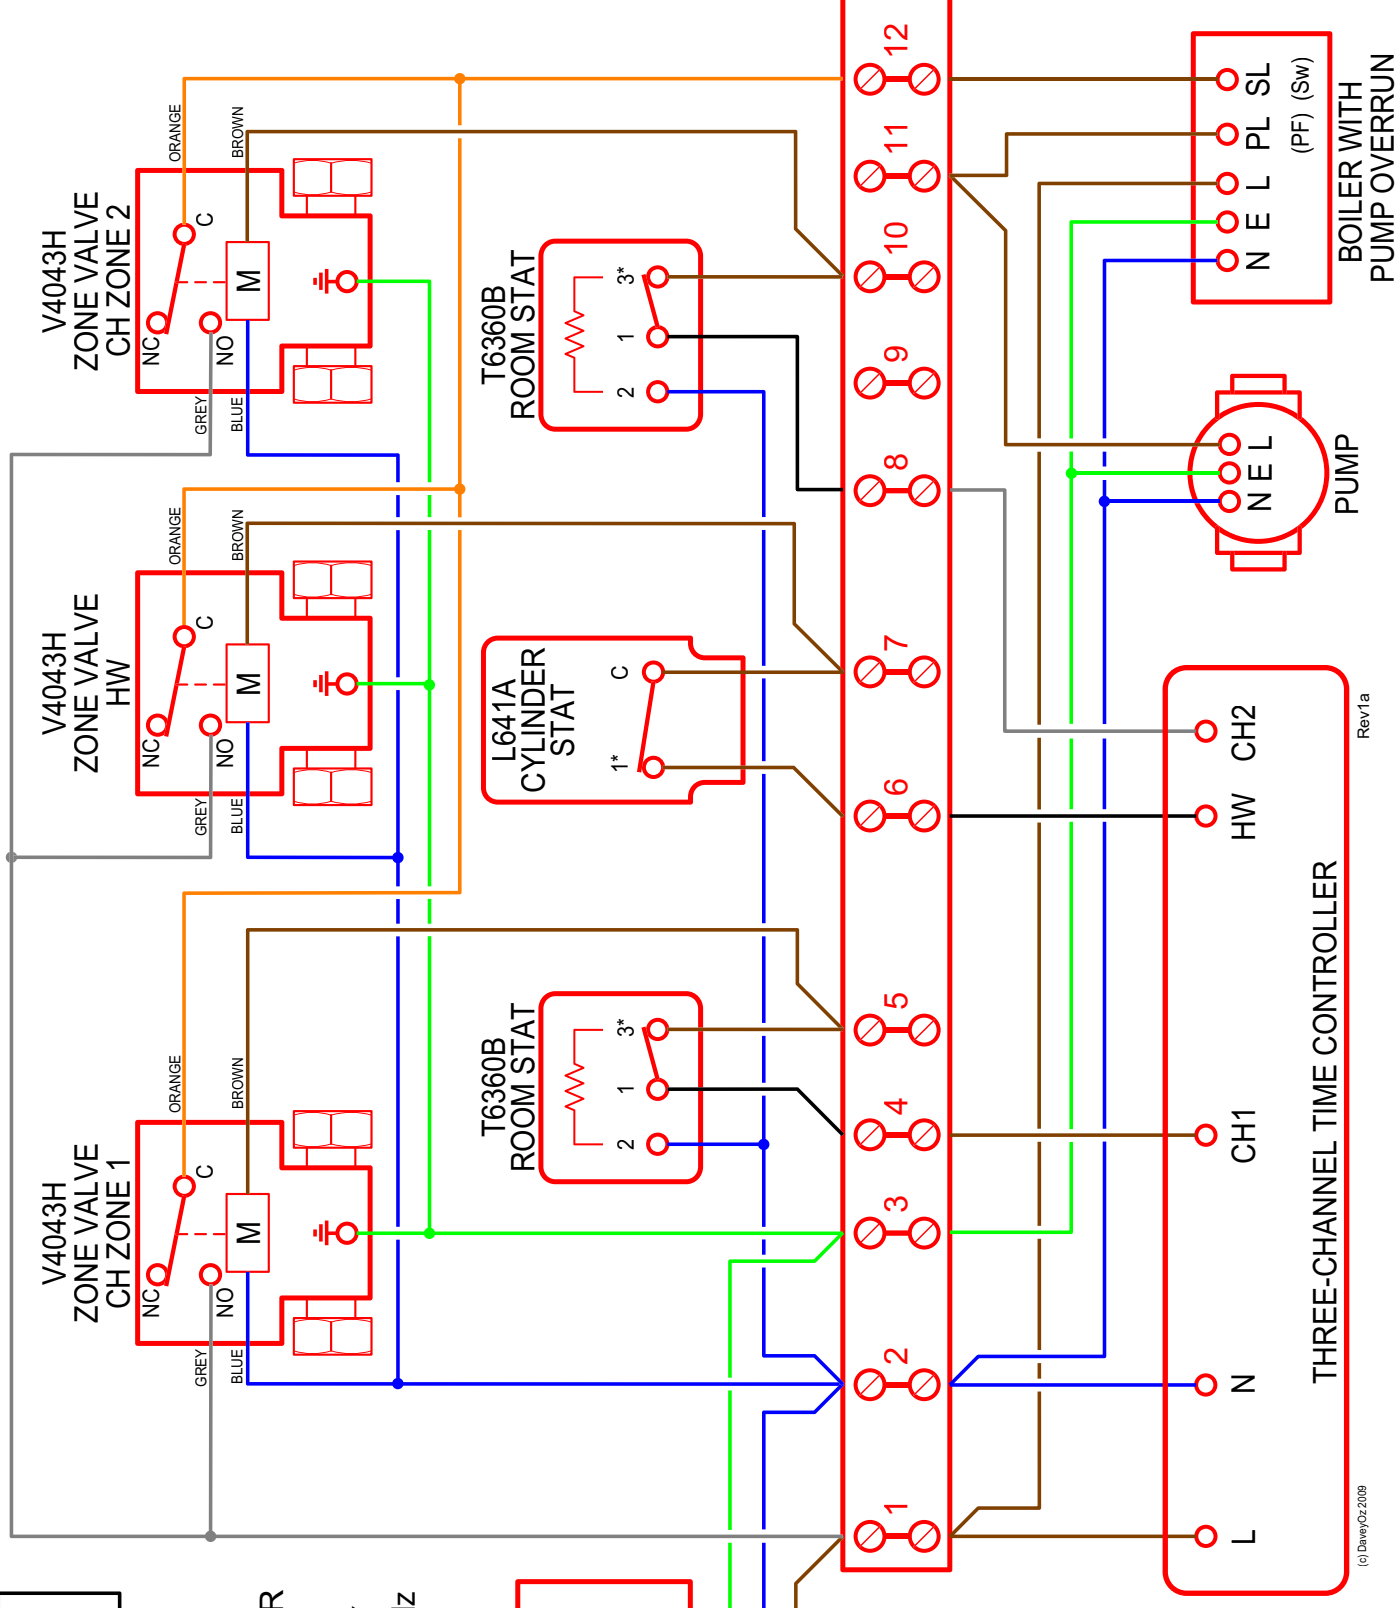 V4043H
ZONE VALVE
CH ZONE 1
ORANGE
BROWN
GREY
BLUE
NC
NO
C
M
V4043H
ZONE VALVE
HW
ORANGE
BROWN
GREY
BLUE
NC
NO
C
M
V4043H
ZONE VALVE
CH ZONE 2
ORANGE
BROWN
GREY
BLUE
NC
NO
C
M
T6360B
ROOM STAT
2 1 3*
L641A
CYLINDER
STAT
1* C
T6360B
ROOM STAT
2 1 3*
1 2 3 4 5 6 7 8 9 10 11 12
L N CH1 HW CH2
THREE-CHANNEL TIME CONTROLLER
N E L
PUMP
N E L PL SL
(PF) (Sw)
BOILER WITH
PUMP OVERRUN
(c) DaveyOz 2009
Rev1a